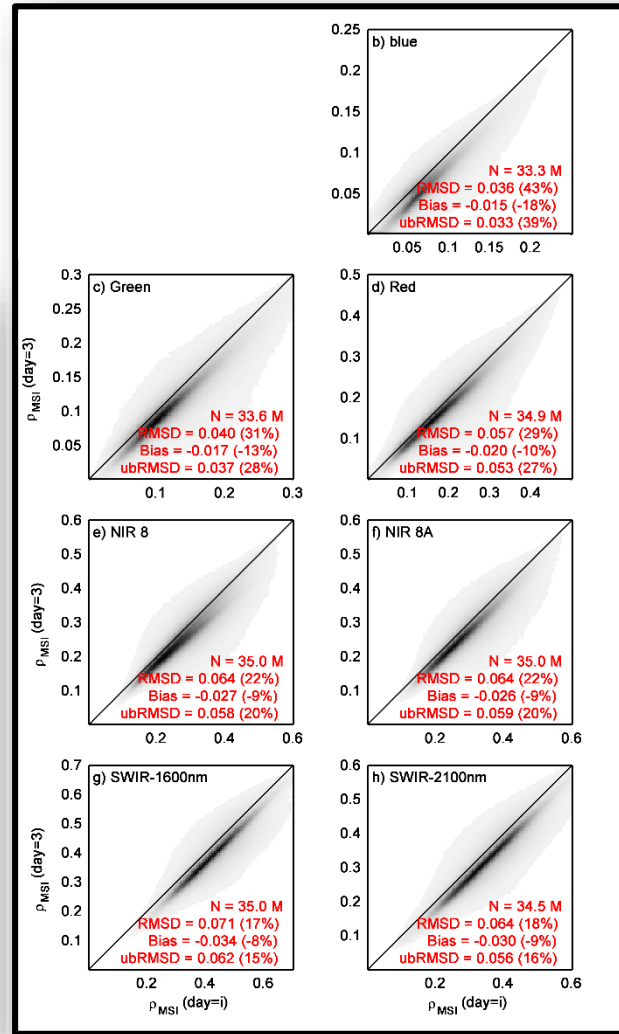 b) blue
0.25
0.2
0.15
0.1
0.05
N = 33.3 M
RMSD = 0.036 (43%)
Bias = -0.015 (-18%)
ubRMSD = 0.033 (39%)
0.05 0.1 0.15 0.2
c) Green
ρMSI (day=3)
0.3
0.25
0.2
0.15
0.1
0.05
N = 33.6 M
RMSD = 0.040 (31%)
Bias = -0.017 (-13%)
ubRMSD = 0.037 (28%)
0.1 0.2 0.3
d) Red
0.5
0.4
0.3
0.2
0.1
N = 34.9 M
RMSD = 0.057 (29%)
Bias = -0.020 (-10%)
ubRMSD = 0.053 (27%)
0.1 0.2 0.3 0.4
e) NIR 8
ρMSI (day=3)
0.6
0.5
0.4
0.3
0.2
0.1
N = 35.0 M
RMSD = 0.064 (22%)
Bias = -0.027 (-9%)
ubRMSD = 0.058 (20%)
0.2 0.4 0.6
f) NIR 8A
0.6
0.5
0.4
0.3
0.2
0.1
N = 35.0 M
RMSD = 0.064 (22%)
Bias = -0.026 (-9%)
ubRMSD = 0.059 (20%)
0.2 0.4 0.6
g) SWIR-1600nm
ρMSI (day=3)
0.7
0.6
0.5
0.4
0.3
0.2
0.1
N = 35.0 M
RMSD = 0.071 (17%)
Bias = -0.034 (-8%)
ubRMSD = 0.062 (15%)
0.2 0.4 0.6
ρMSI (day=i)
h) SWIR-2100nm
0.6
0.5
0.4
0.3
0.2
0.1
N = 34.5 M
RMSD = 0.064 (18%)
Bias = -0.030 (-9%)
ubRMSD = 0.056 (16%)
0.2 0.4 0.6
ρMSI (day=i)